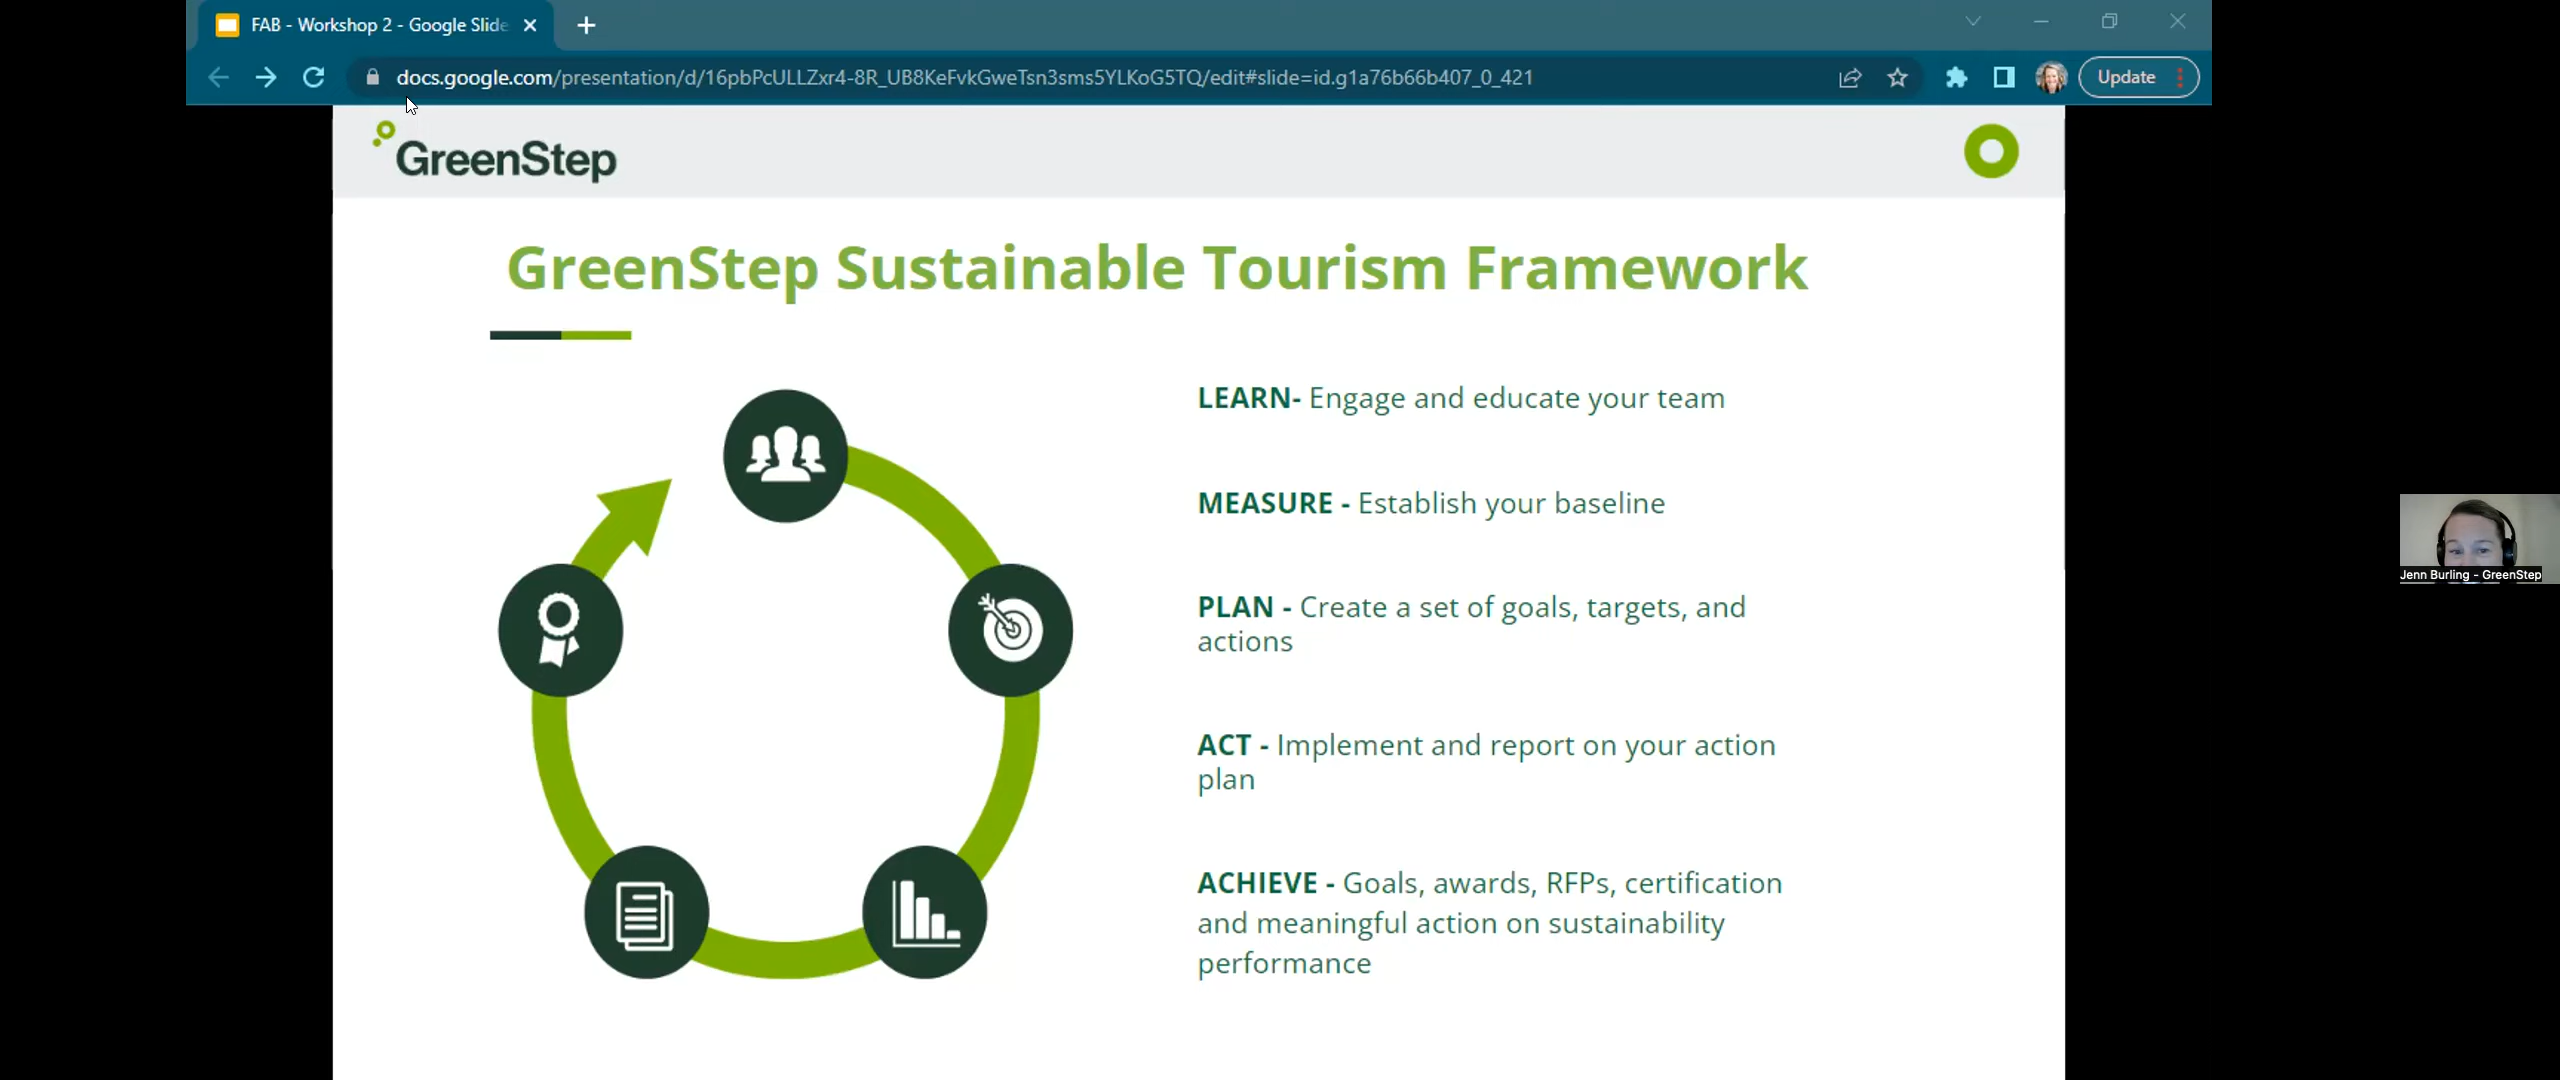 FAB - Workshop 2 - Google Slide
docs.google.com/presentation/d/16pbPcULLZxr4-8R_UB8KeFvkGweTsn3sms5YLKoG5TQ/edit#slide=id.g1a76b66b407_0_421
Update
GreenStep
GreenStep Sustainable Tourism Framework
LEARN- Engage and educate your team
MEASURE - Establish your baseline
PLAN - Create a set of goals, targets, and
actions
ACT - Implement and report on your action
plan
ACHIEVE - Goals, awards, RFPs, certification
and meaningful action on sustainability
performance
Jenn Burling - GreenStep